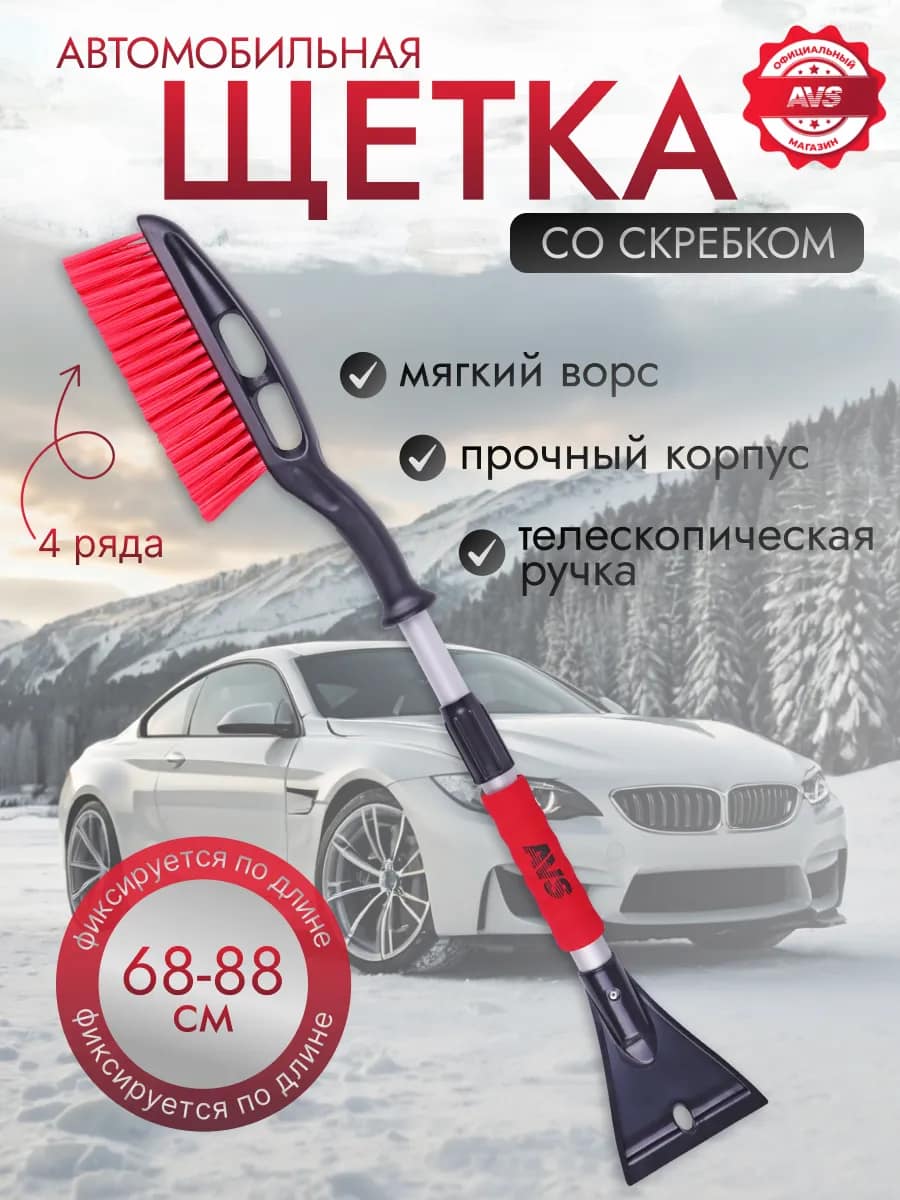 АВТОМОБИЛЬНАЯ
ЩЕТКА
СО СКРЕБКОМ
ОФИЦИАЛЬНЫЙ
AVS
МАГАЗИН
мягкий ворс
прочный корпус
телескопическая
ручка
4 ряда
AVS
фиксируется по длине
68-88
см
фиксируется по длине